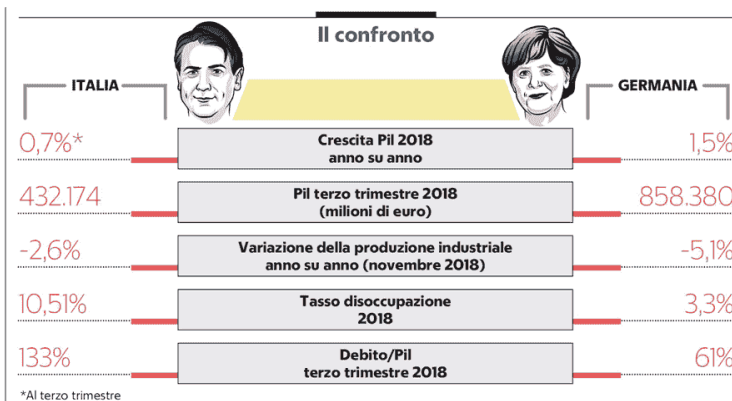 Il confronto
ITALIA
GERMANIA
0,7%*
Crescita Pil 2018
anno su anno
1,5%
432.174
Pil terzo trimestre 2018
(milioni di euro)
858.380
-2,6%
Variazione della produzione industriale
anno su anno (novembre 2018)
-5,1%
10,51%
Tasso disoccupazione
2018
3,3%
133%
Debito/Pil
terzo trimestre 2018
61%
*Al terzo trimestre